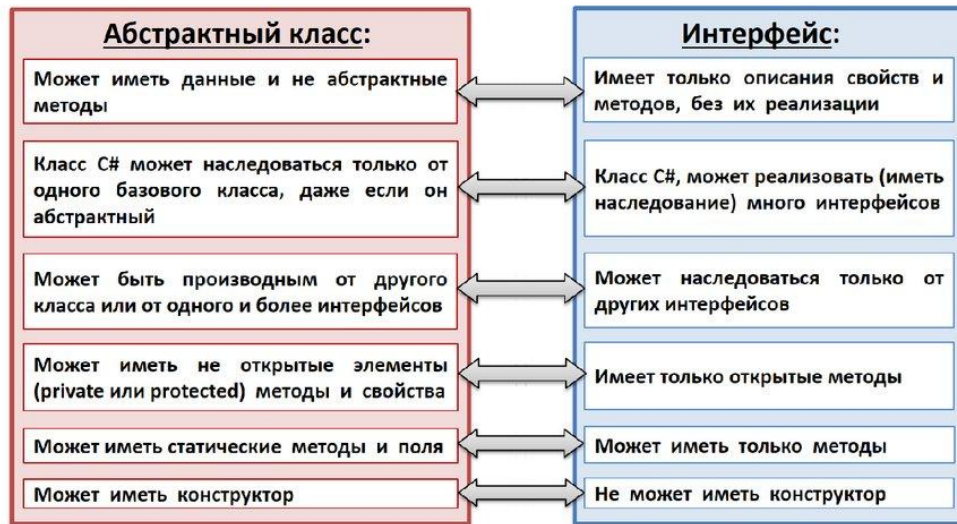 Абстрактный класс:
Может иметь данные и не абстрактные
методы
Класс C# может наследоваться только от
одного базового класса, даже если он
абстрактный
Может быть производным от другого
класса или от одного и более интерфейсов
Может иметь не открытые элементы
(private или protected) методы и свойства
Может иметь статические методы и поля
Может иметь конструктор
Интерфейс:
Имеет только описания свойств и
методов, без их реализации
Класс C#, может реализовать (иметь
наследование) много интерфейсов
Может наследоваться только от
других интерфейсов
Имеет только открытые методы
Может иметь только методы
Не может иметь конструктор